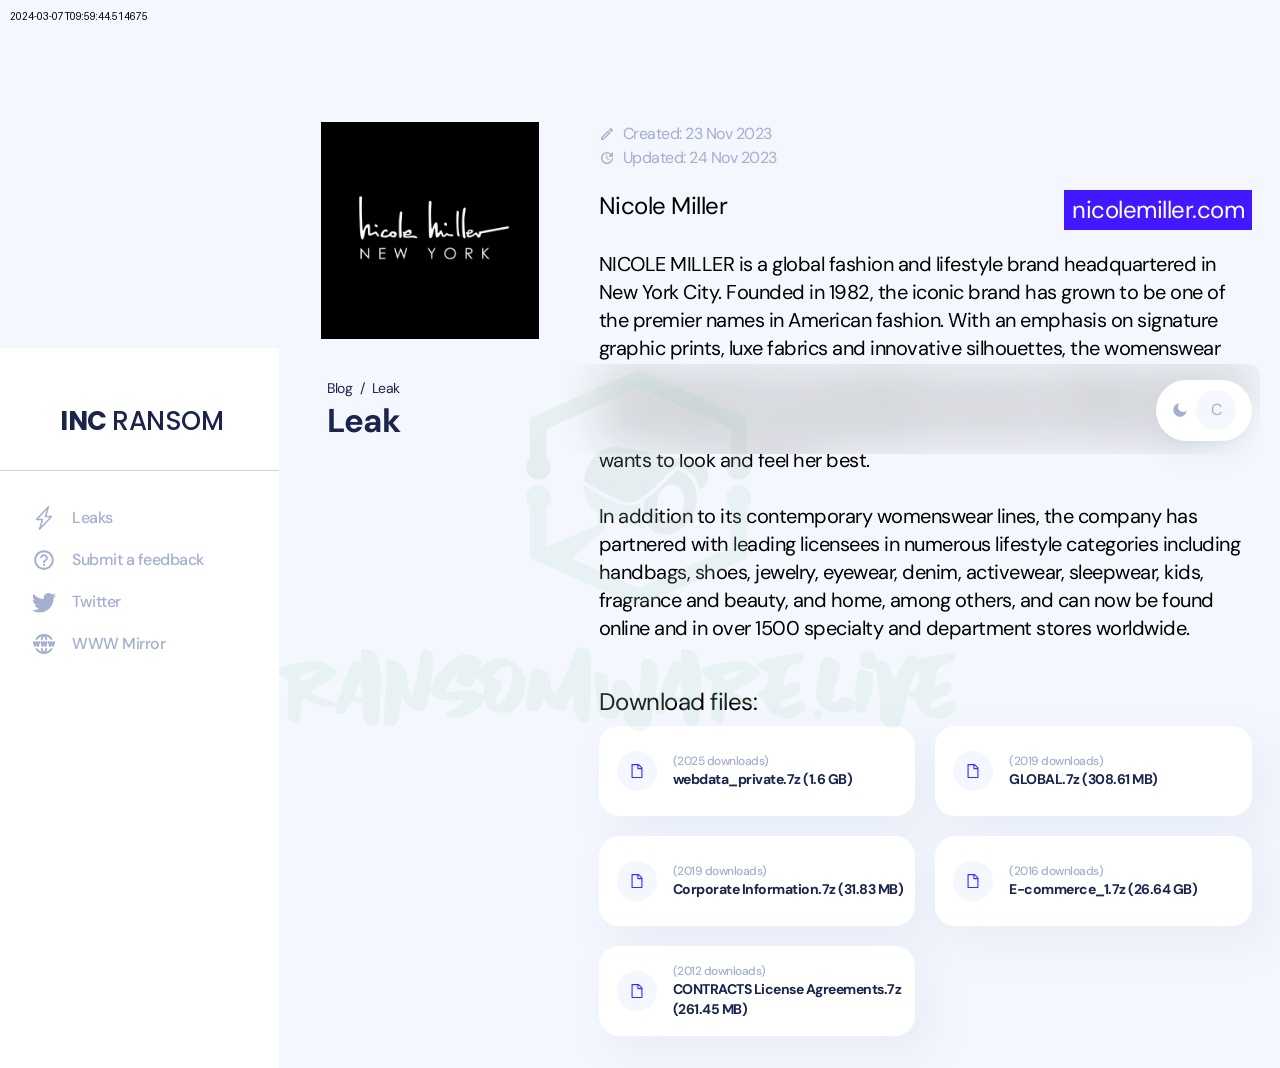 2024-03-07T09:59:44.514675
nicole miller
NEW YORK
Created: 23 Nov 2023
Updated: 24 Nov 2023
Nicole Miller
nicolemiller.com
NICOLE MILLER is a global fashion and lifestyle brand headquartered in
New York City. Founded in 1982, the iconic brand has grown to be one of
the premier names in American fashion. With an emphasis on signature
graphic prints, luxe fabrics and innovative silhouettes, the womenswear
wants to look and feel her best.
In addition to its contemporary womenswear lines, the company has
partnered with leading licensees in numerous lifestyle categories including
handbags, shoes, jewelry, eyewear, denim, activewear, sleepwear, kids,
fragrance and beauty, and home, among others, and can now be found
online and in over 1500 specialty and department stores worldwide.
Blog / Leak
Leak
C
INC RANSOM
Leaks
Submit a feedback
Twitter
WWW Mirror
RANSOMWARE.LIVE
Download files:
(2025 downloads)
webdata_private.7z (1.6 GB)
(2019 downloads)
GLOBAL.7z (308.61 MB)
(2019 downloads)
Corporate Information.7z (31.83 MB)
(2016 downloads)
E-commerce_1.7z (26.64 GB)
(2012 downloads)
CONTRACTS License Agreements.7z
(261.45 MB)